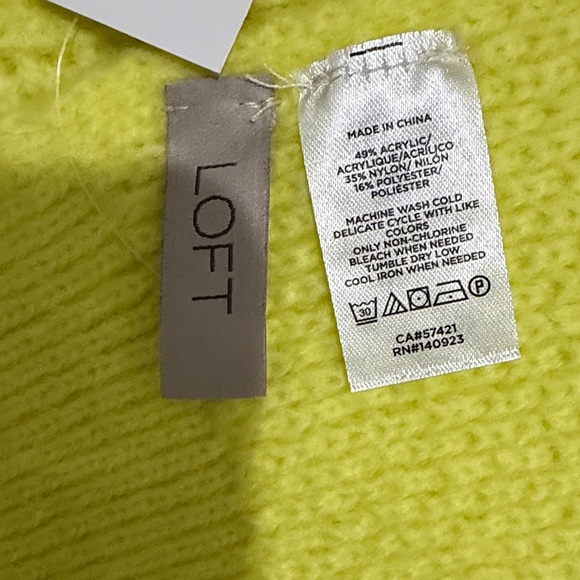 LOFT
MADE IN CHINA
49% ACRYLIC/
ACRYLIQUE/ACRÍLICO
35% NYLON/ NILÓN
16% POLYESTER/
POLIÉSTER
MACHINE WASH COLD
DELICATE CYCLE WITH LIKE
COLORS
ONLY NON-CHLORINE
BLEACH WHEN NEEDED
TUMBLE DRY LOW
COOL IRON WHEN NEEDED
30 P
CA#57421
RN#140923